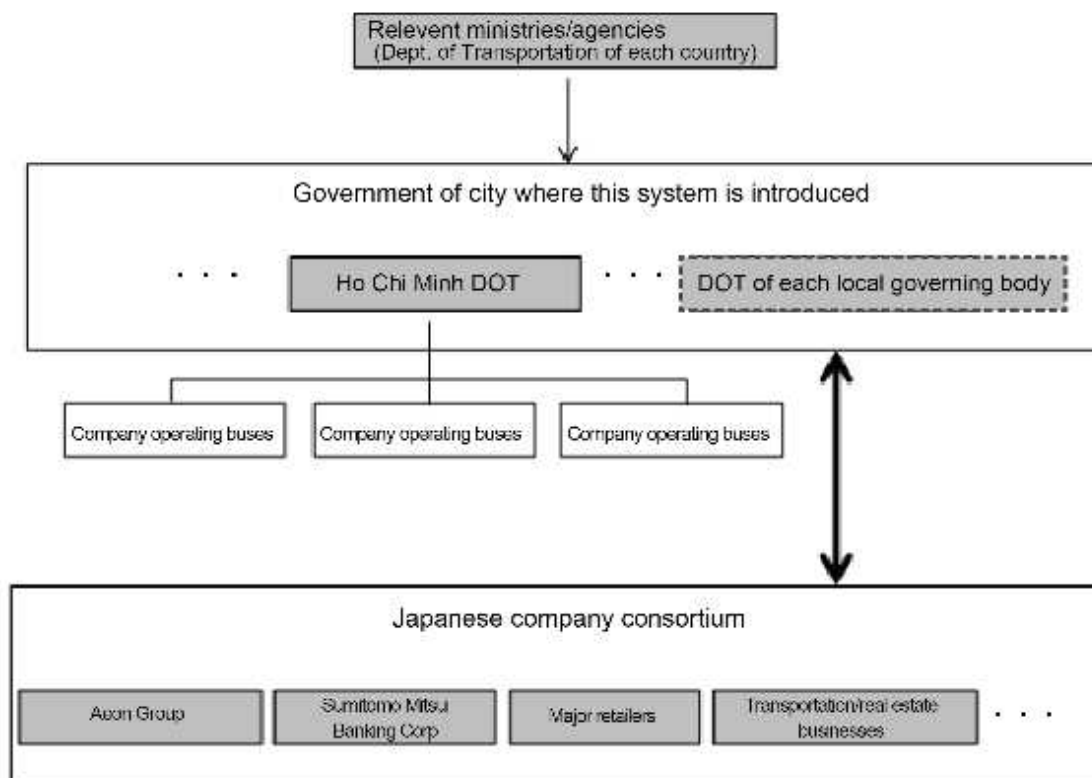 Relevent ministries/agencies
(Dept. of Transportation of each country)
Government of city where this system is introduced
. . .
Ho Chi Minh DOT
. . .
DOT of each local governing body
Company operating buses
Company operating buses
Company operating buses
Japanese company consortium
Aeon Group
Sumitomo Mitsui
Banking Corp
Major retailers
Transportation/real estate
businesses
. . .